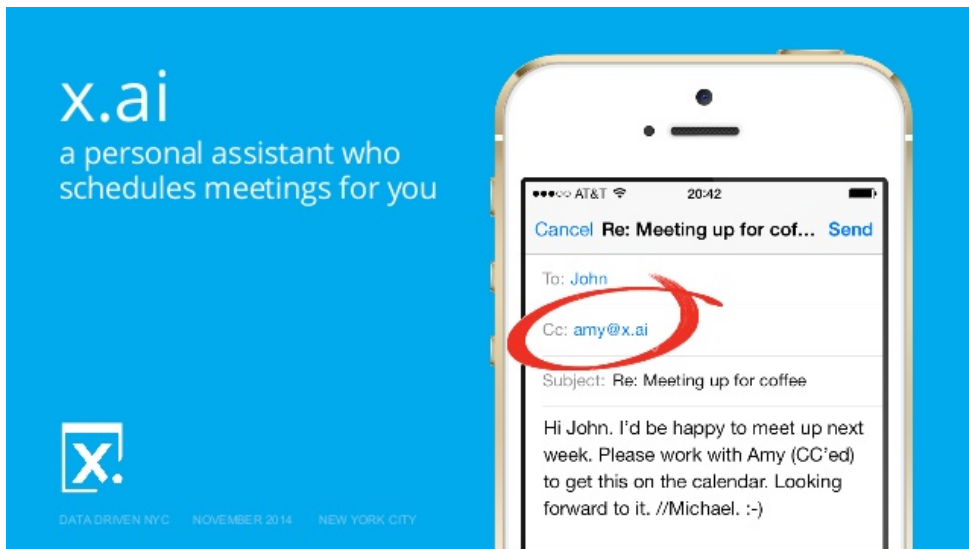 x.ai
a personal assistant who
schedules meetings for you
X.
DATA DRIVEN NYC NOVEMBER 2014 NEW YORK CITY
AT&T 20:42
Cancel Re: Meeting up for cof... Send
To: John
Cc: amy@x.ai
Subject: Re: Meeting up for coffee
Hi John. I'd be happy to meet up next
week. Please work with Amy (CC'ed)
to get this on the calendar. Looking
forward to it. //Michael. :-)